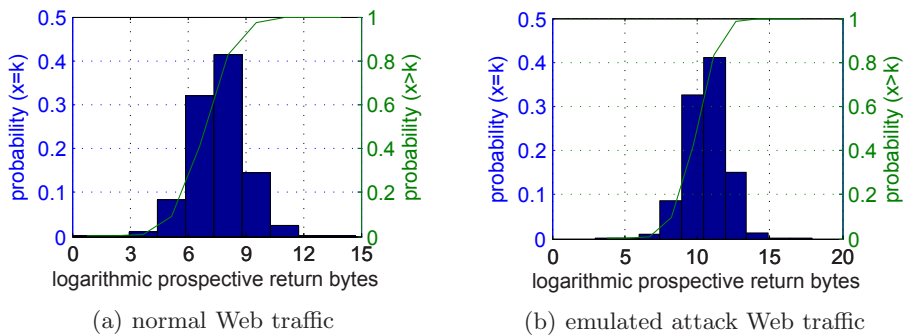 0.5
0.4
0.3
0.2
0.1
0
probability (x=k)
1
0.8
0.6
0.4
0.2
0
probability (x>k)
0 3 6 9 12 15
logarithmic prospective return bytes
(a) normal Web traffic
0.5
0.4
0.3
0.2
0.1
0
probability (x=k)
1
0.8
0.6
0.4
0.2
0
probability (x>k)
0 5 10 15 20
logarithmic prospective return bytes
(b) emulated attack Web traffic